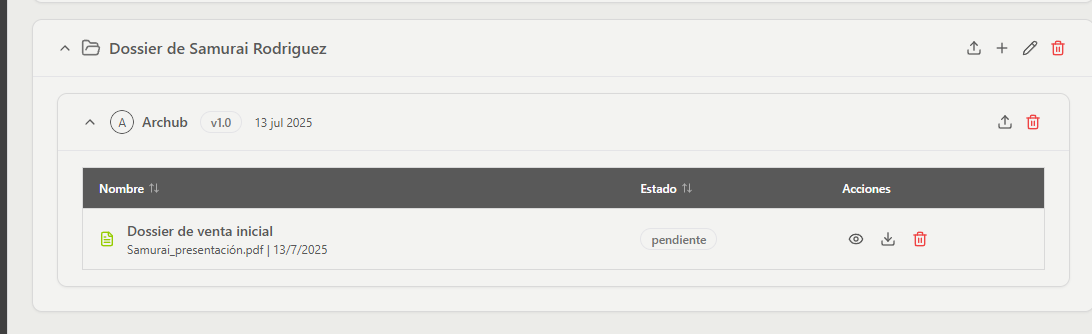 Dossier de Samurai Rodriguez
A Archub v1.0 13 jul 2025
Nombre Estado Acciones
Dossier de venta inicial
Samurai_presentación.pdf | 13/7/2025
pendiente